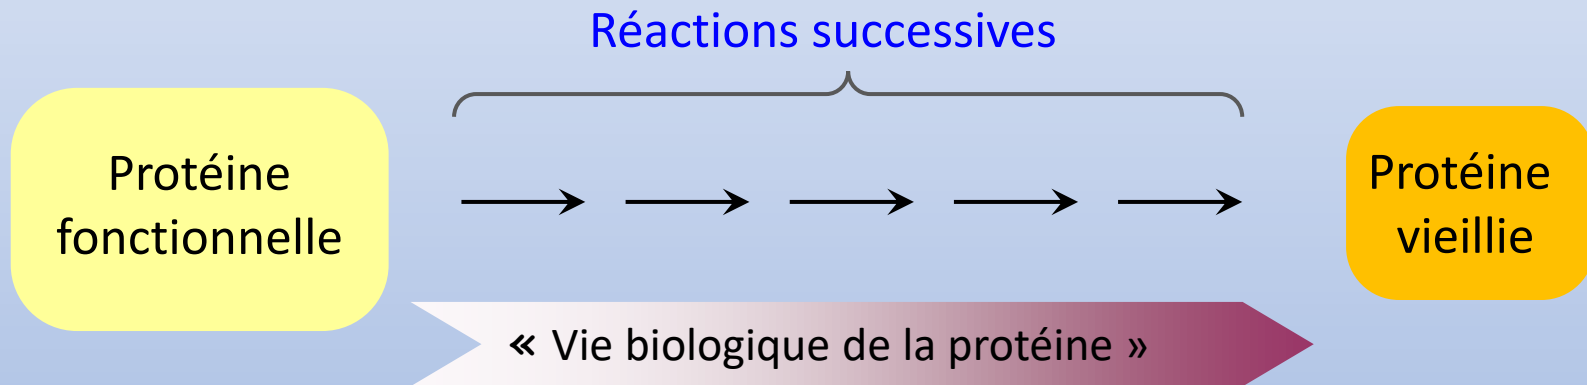 Réactions successives
Protéine
fonctionnelle
Protéine
vieillie
« Vie biologique de la protéine »